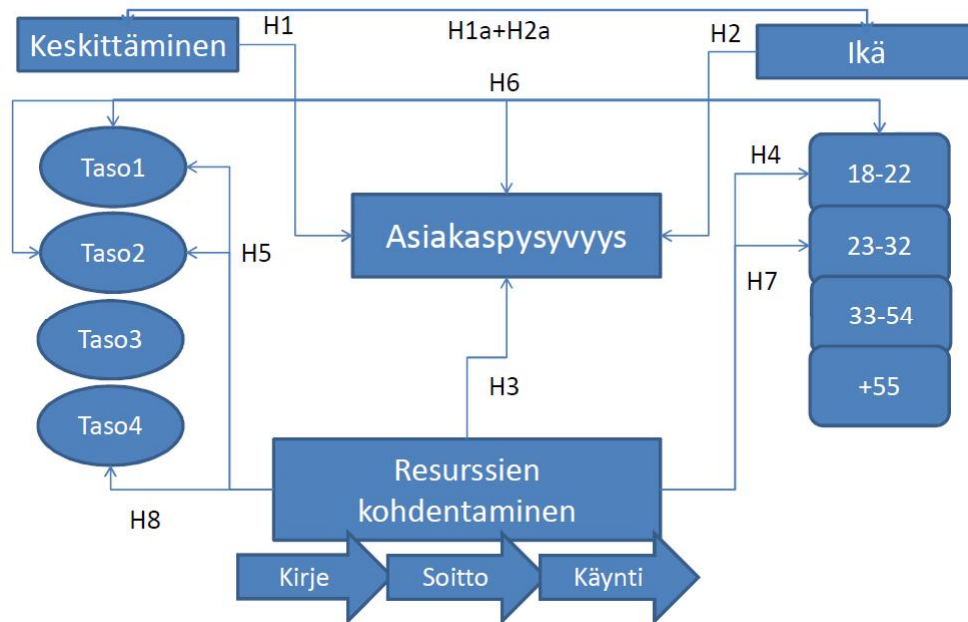 H1
H1a+H2a
H2
Keskittäminen
Ikä
H6
Taso1
H4
18-22
Taso2
H5
Asiakaspysyvyys
23-32
H7
Taso3
33-54
H3
+55
Taso4
Resurssien
kohdentaminen
H8
Kirje
Soitto
Käynti